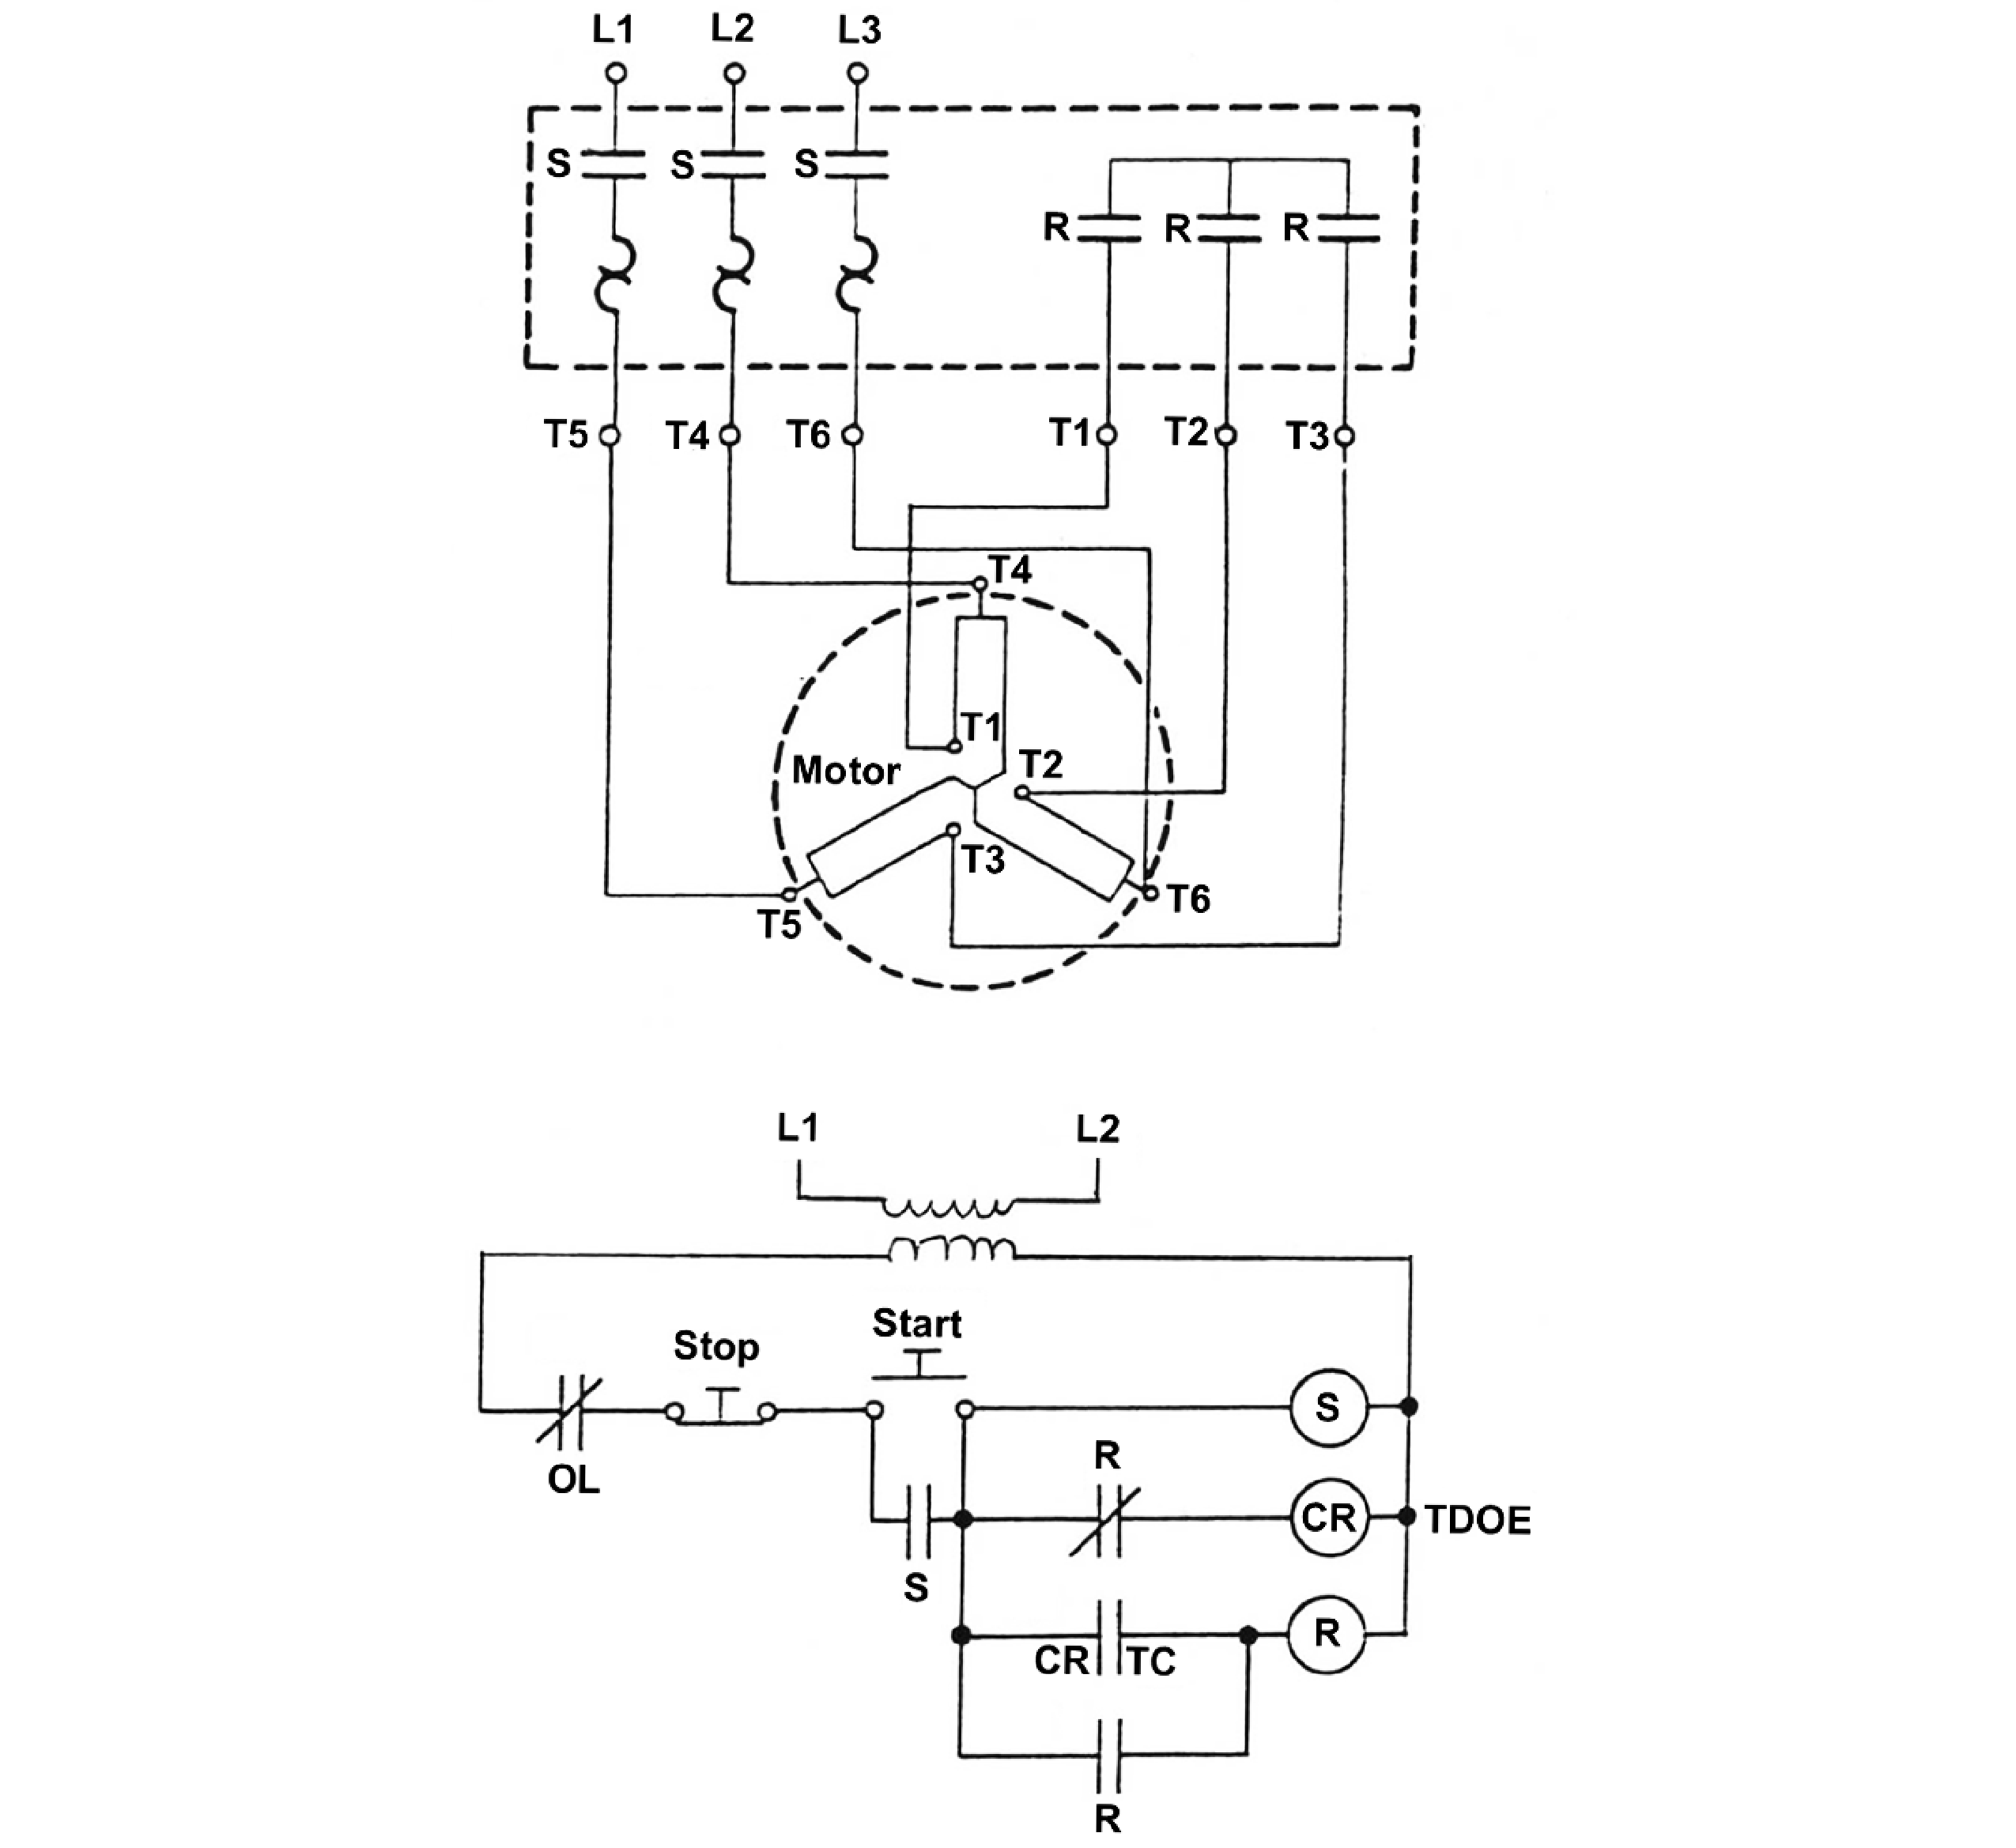 L1 L2 L3
S S S
R R R
T5 T4 T6 T1 T2 T3
T4
T1
T2
Motor
T3
T6
T5
L1 L2
Start
Stop
S
R
OL
CR TDOE
S
R
CR TC
R